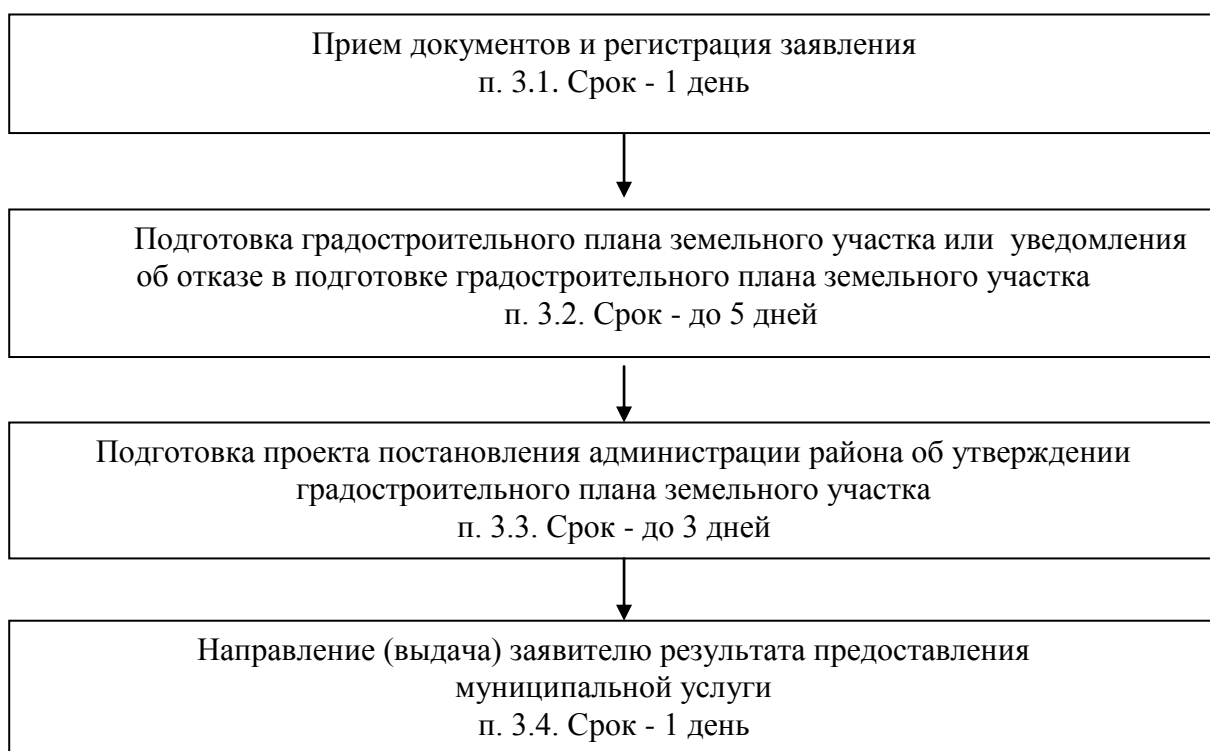 Прием документов и регистрация заявления
п. 3.1. Срок - 1 день
Подготовка градостроительного плана земельного участка или уведомления
об отказе в подготовке градостроительного плана земельного участка
п. 3.2. Срок - до 5 дней
Подготовка проекта постановления администрации района об утверждении
градостроительного плана земельного участка
п. 3.3. Срок - до 3 дней
Направление (выдача) заявителю результата предоставления
муниципальной услуги
п. 3.4. Срок - 1 день